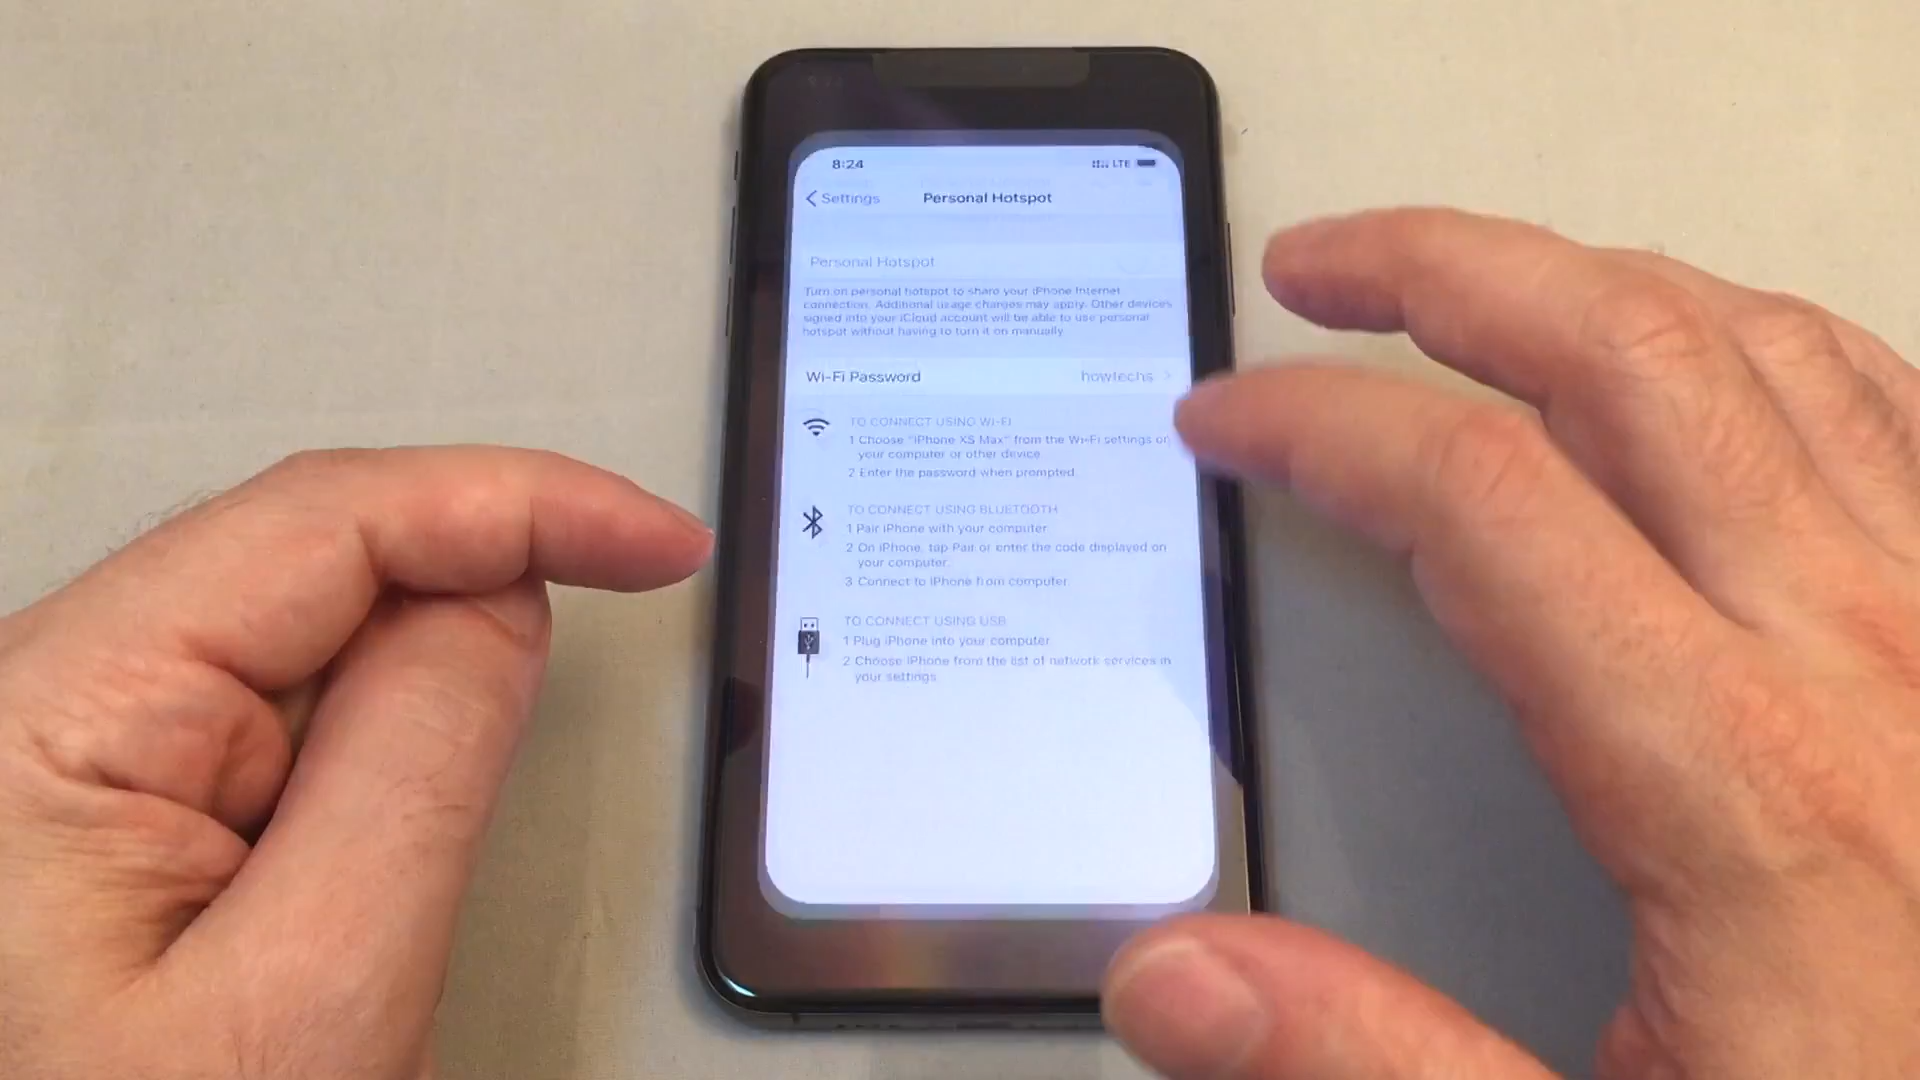 8:24 LTE
Settings Personal Hotspot
Personal Hotspot
Turn on personal hotspot to share your iPhone Internet
connection. Additional usage charges may apply. Other devices
signed into your iCloud account will be able to use personal
hotspot without having to turn it on manually.
Wi-Fi Password howtechs
TO CONNECT USING WI-FI
1 Choose "iPhone XS Max" from the Wi-Fi settings on
your computer or other device.
2 Enter the password when prompted.
TO CONNECT USING BLUETOOTH
1 Pair iPhone with your computer.
2 On iPhone, tap Pair or enter the code displayed on
your computer.
3 Connect to iPhone from computer.
TO CONNECT USING USB
1 Plug iPhone into your computer.
2 Choose iPhone from the list of network services in
your settings.